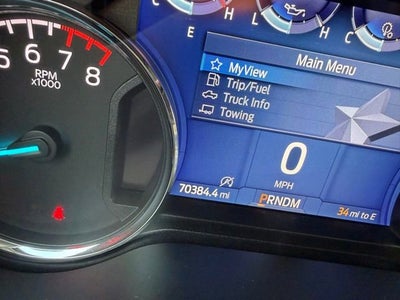 E
H
C
H
Main Menu
MyView
Trip/Fuel
Truck Info
Towing
5 6 7 8
RPM
x1000
0
MPH
70384.4 mi
PRNDM
34 mi to E